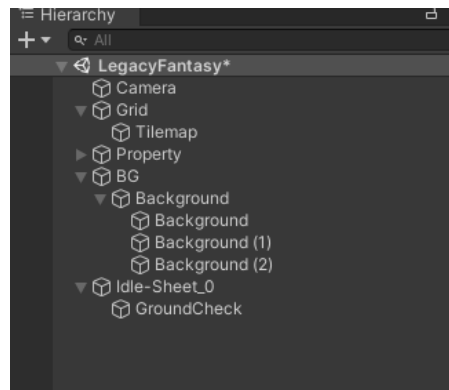 Hierarchy
All
LegacyFantasy*
Camera
Grid
Tilemap
Property
BG
Background
Background
Background (1)
Background (2)
Idle-Sheet_0
GroundCheck